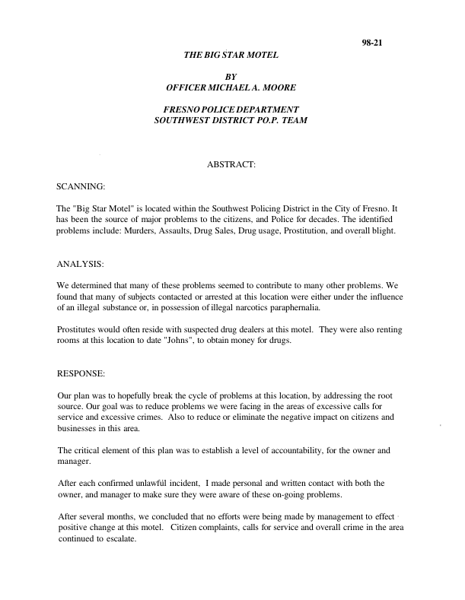 98-21
THE BIG STAR MOTEL
BY
OFFICER MICHAEL A. MOORE
FRESNO POLICE DEPARTMENT
SOUTHWEST DISTRICT P.O.P. TEAM
ABSTRACT:
SCANNING:
The "Big Star Motel" is located within the Southwest Policing District in the City of Fresno. It
has been the source of major problems to the citizens, and Police for decades. The identified
problems include: Murders, Assaults, Drug Sales, Drug usage, Prostitution, and overall blight.
ANALYSIS:
We determined that many of these problems seemed to contribute to many other problems. We
found that many of subjects contacted or arrested at this location were either under the influence
of an illegal substance or, in possession of illegal narcotics paraphernalia.
Prostitutes would often reside with suspected drug dealers at this motel. They were also renting
rooms at this location to date "Johns", to obtain money for drugs.
RESPONSE:
Our plan was to hopefully break the cycle of problems at this location, by addressing the root
source. Our goal was to reduce problems we were facing in the areas of excessive calls for
service and excessive crimes. Also to reduce or eliminate the negative impact on citizens and
businesses in this area.
The critical element of this plan was to establish a level of accountability, for the owner and
manager.
After each confirmed unlawful incident, I made personal and written contact with both the
owner, and manager to make sure they were aware of these on-going problems.
After several months, we concluded that no efforts were being made by management to effect
positive change at this motel. Citizen complaints, calls for service and overall crime in the area
continued to escalate.